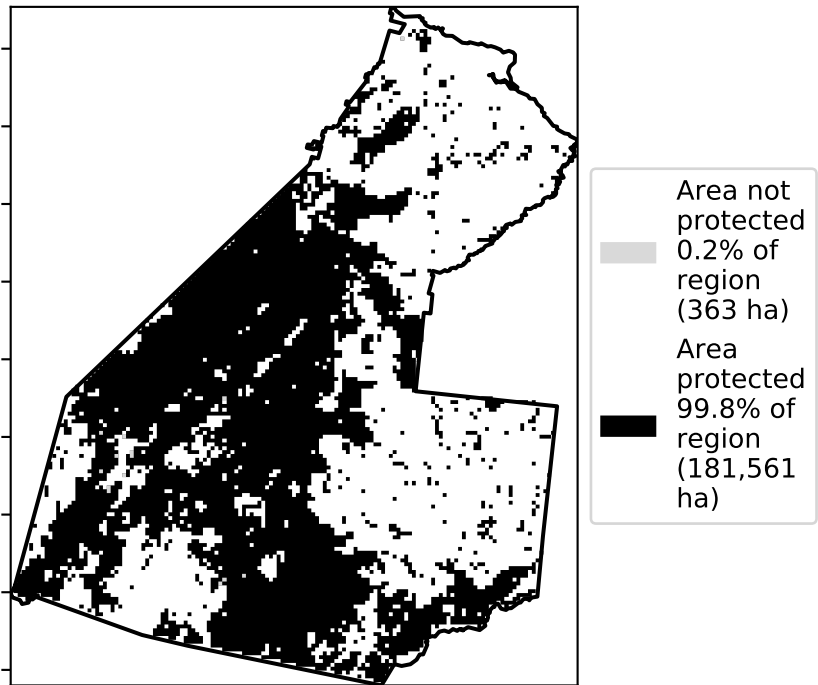 Area not
protected
0.2% of
region
(363 ha)
Area
protected
99.8% of
region
(181,561
ha)